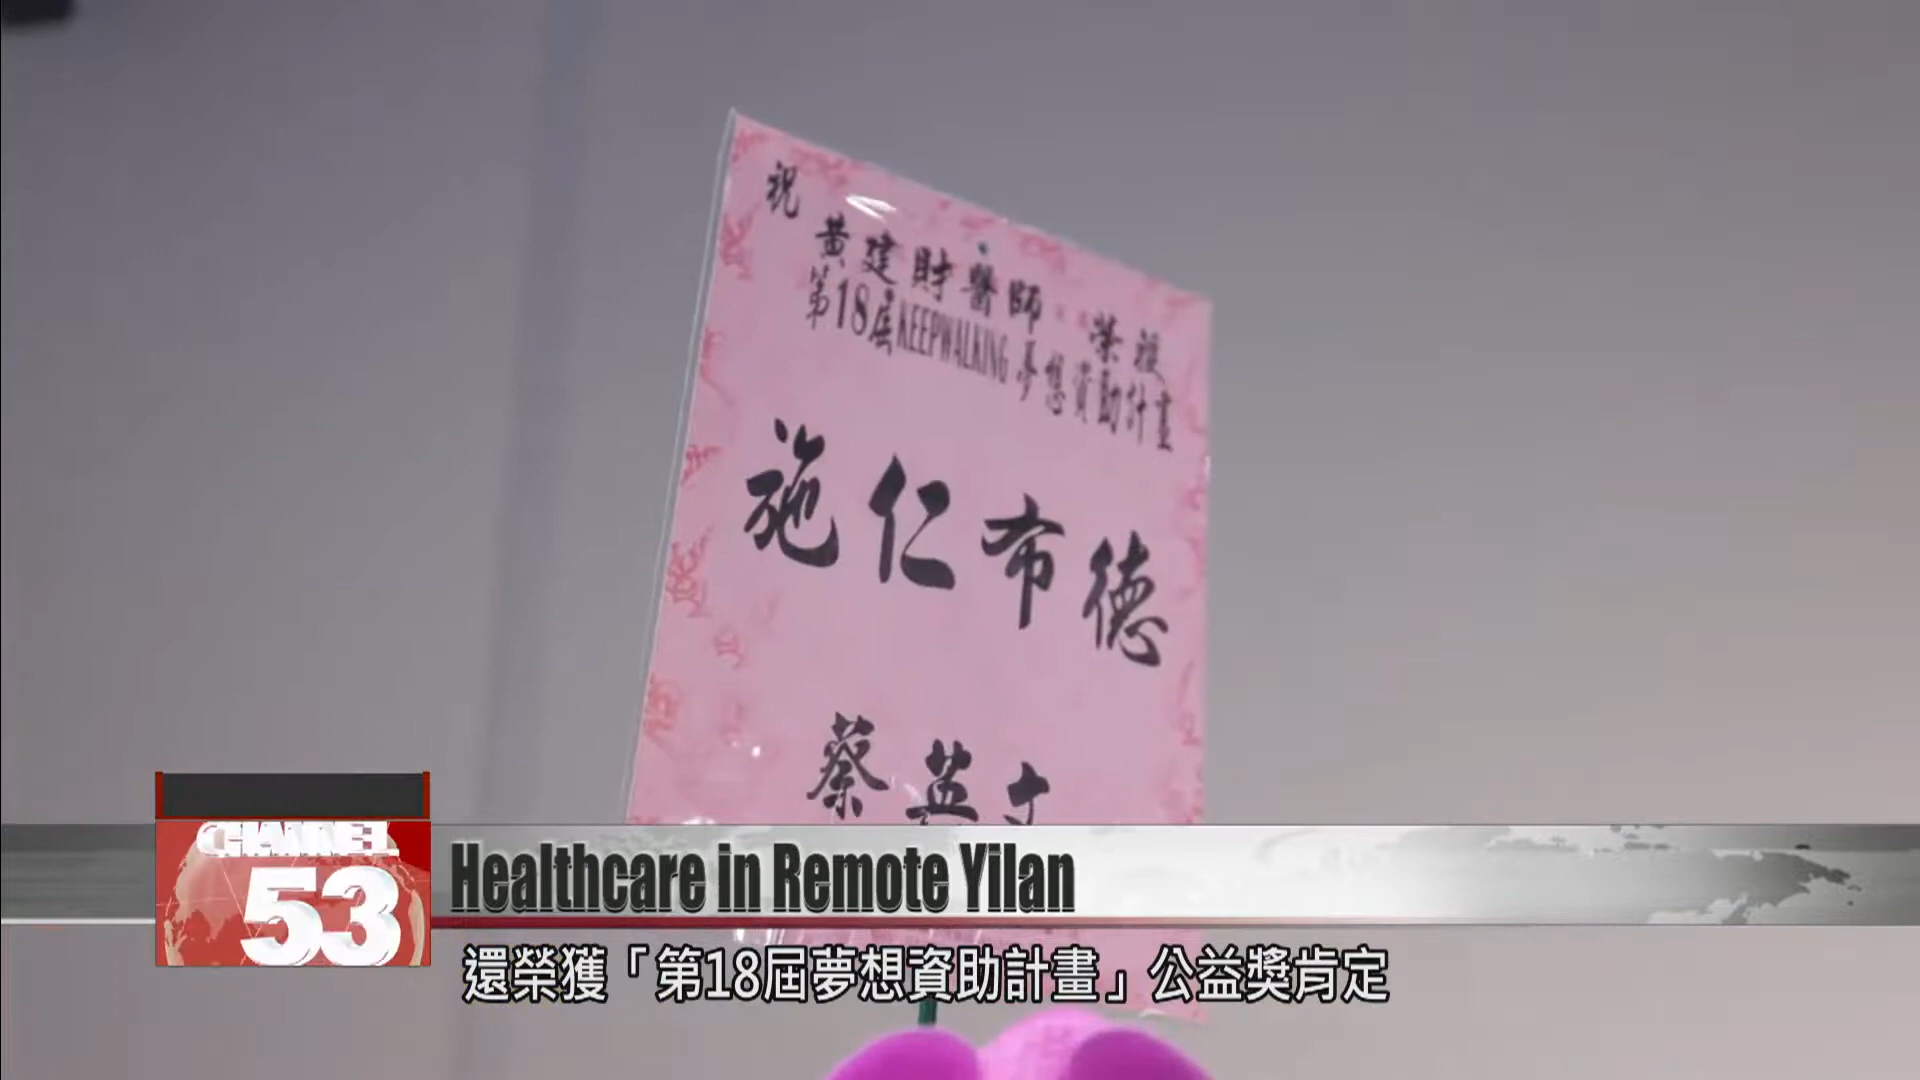 祝
黃建財醫師 榮獲
第18屆KEEPWALKING夢想資助計畫
施仁布德
蔡英文
CHANNEL
53
Healthcare in Remote Yilan
還榮獲「第18屆夢想資助計畫」公益獎肯定